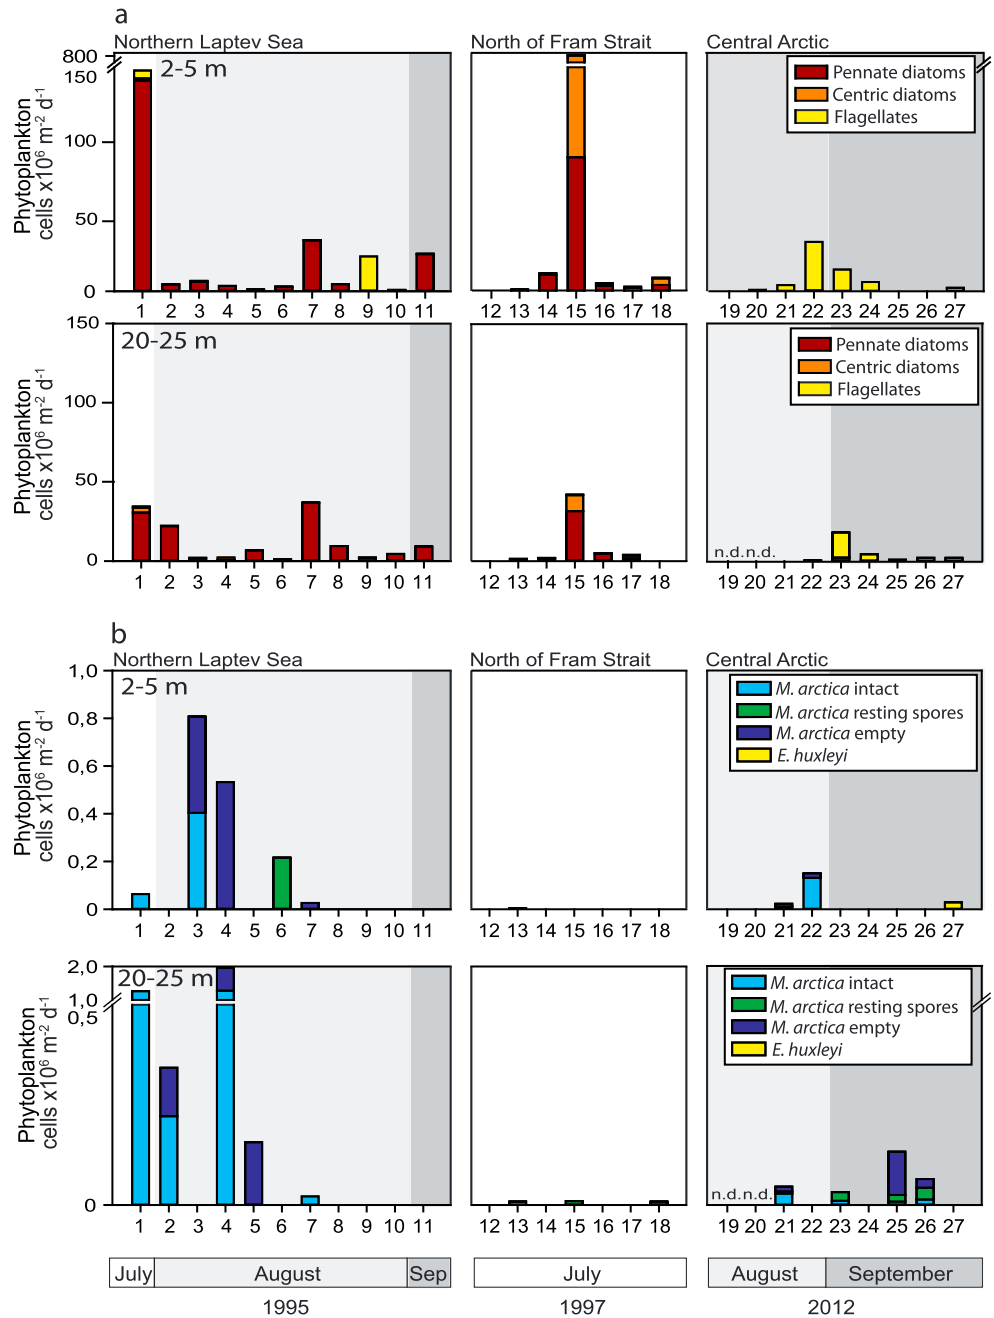 a
Northern Laptev Sea North of Fram Strait Central Arctic
2-5 m
Phytoplankton
cells x10⁶ m⁻² d⁻¹
800
150
100
50
0
Pennate diatoms
Centric diatoms
Flagellates
1 2 3 4 5 6 7 8 9 10 11 12 13 14 15 16 17 18 19 20 21 22 23 24 25 26 27
20-25 m
Phytoplankton
cells x10⁶ m⁻² d⁻¹
150
100
50
0
Pennate diatoms
Centric diatoms
Flagellates
n.d.n.d.
1 2 3 4 5 6 7 8 9 10 11 12 13 14 15 16 17 18 19 20 21 22 23 24 25 26 27
b
Northern Laptev Sea North of Fram Strait Central Arctic
2-5 m
Phytoplankton
cells x10⁶ m⁻² d⁻¹
1,0
0,8
0,6
0,4
0,2
0
M. arctica intact
M. arctica resting spores
M. arctica empty
E. huxleyi
1 2 3 4 5 6 7 8 9 10 11 12 13 14 15 16 17 18 19 20 21 22 23 24 25 26 27
20-25 m
Phytoplankton
cells x10⁶ m⁻² d⁻¹
2,0
1,0
0,5
0
M. arctica intact
M. arctica resting spores
M. arctica empty
E. huxleyi
n.d.n.d.
1 2 3 4 5 6 7 8 9 10 11 12 13 14 15 16 17 18 19 20 21 22 23 24 25 26 27
July August Sep July August September
1995 1997 2012